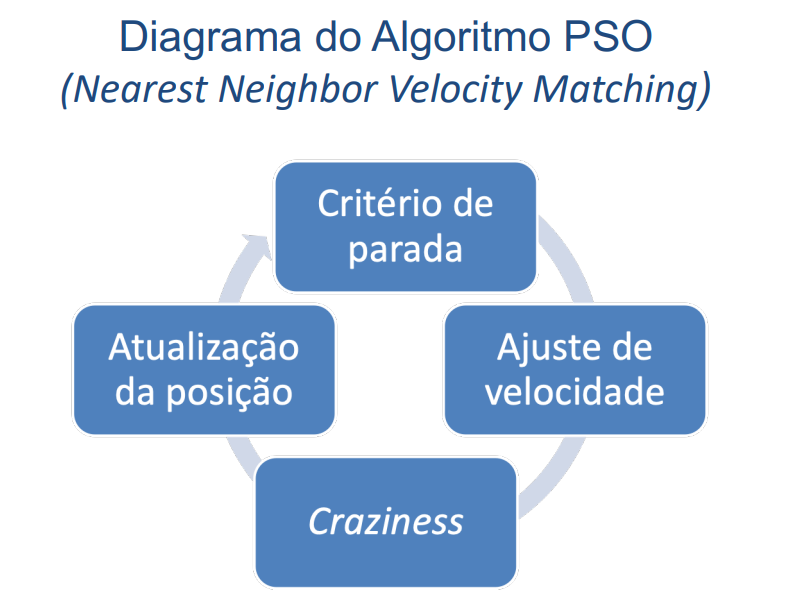 Diagrama do Algoritmo PSO
(Nearest Neighbor Velocity Matching)
Critério de
parada
Ajuste de
velocidade
Craziness
Atualização
da posição